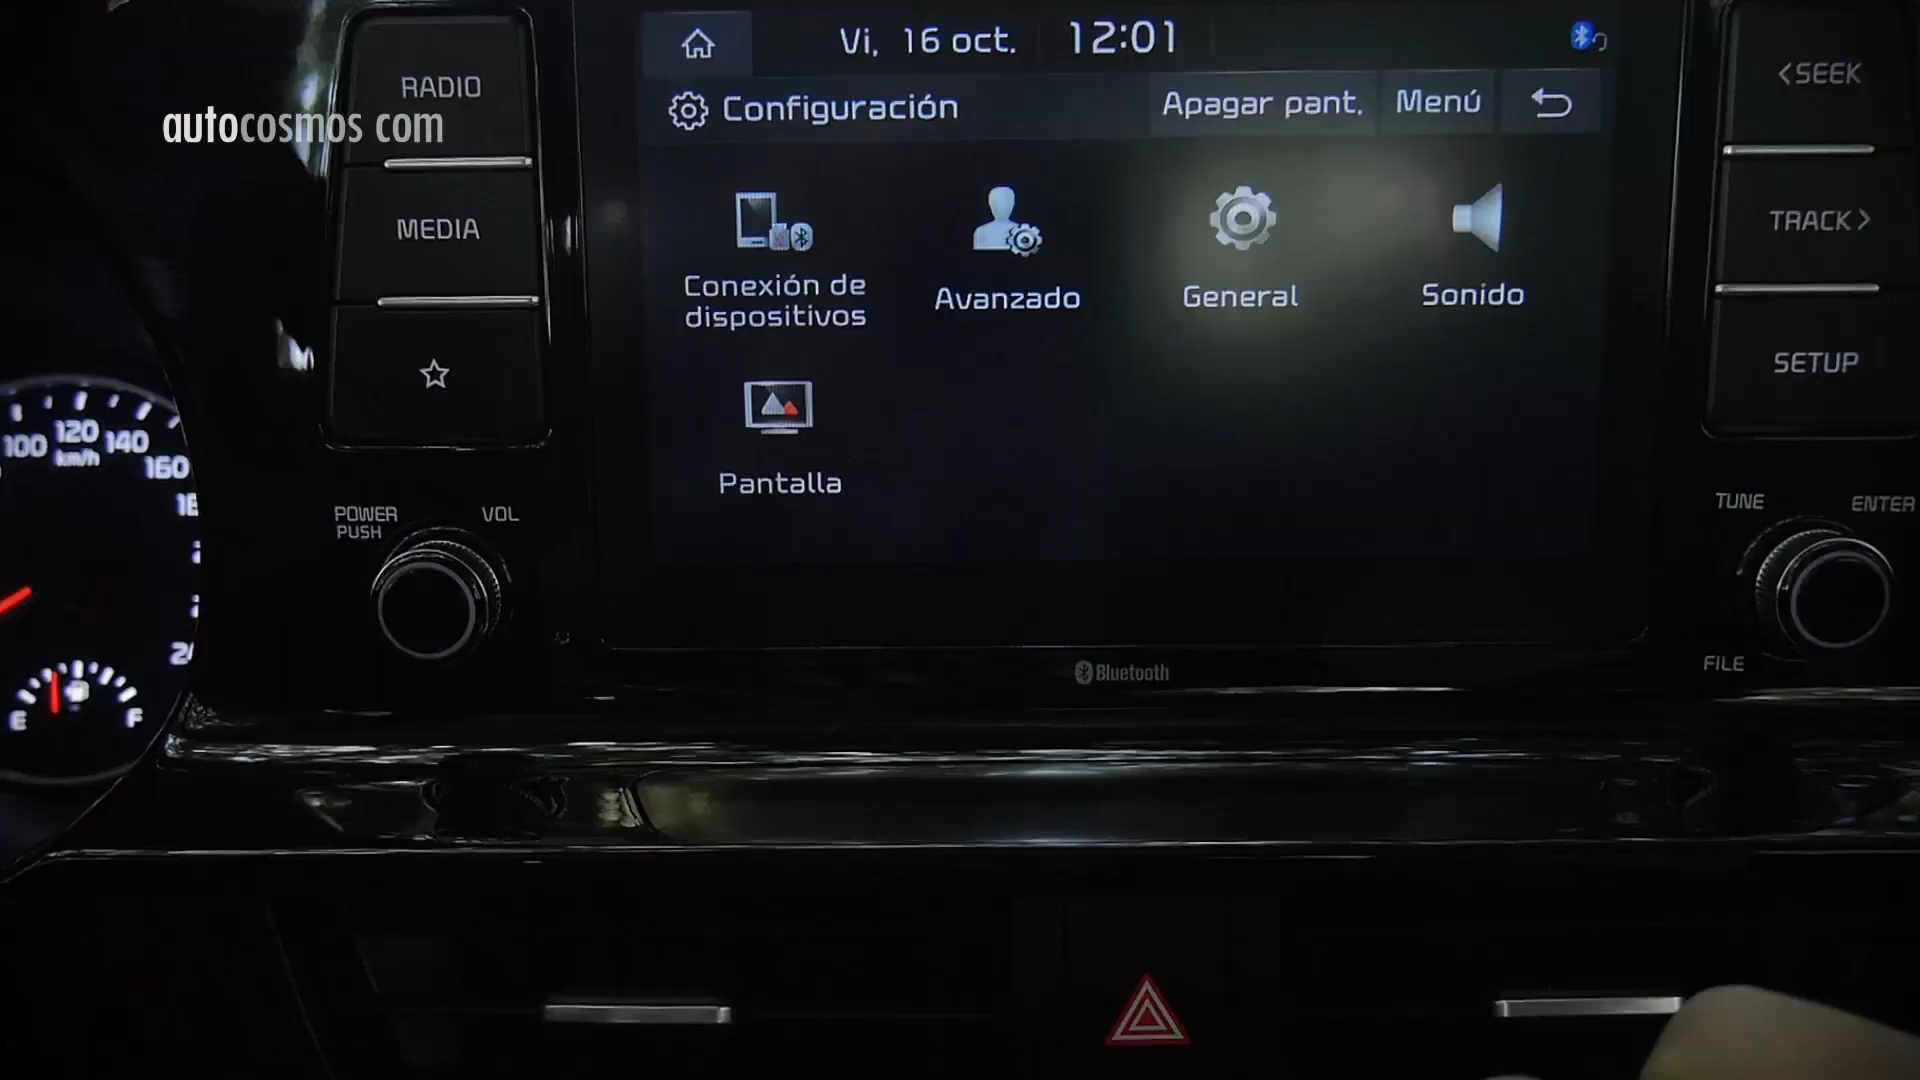 Vi, 16 oct. 12:01
Configuración
Apagar pant.
Menú
Conexión de
dispositivos
Avanzado
General
Sonido
Pantalla
autocosmos com
RADIO
MEDIA
POWER
PUSH
VOL
<SEEK
TRACK>
SETUP
TUNE
ENTER
FILE
Bluetooth
100
120
140
160
km/h
E
F